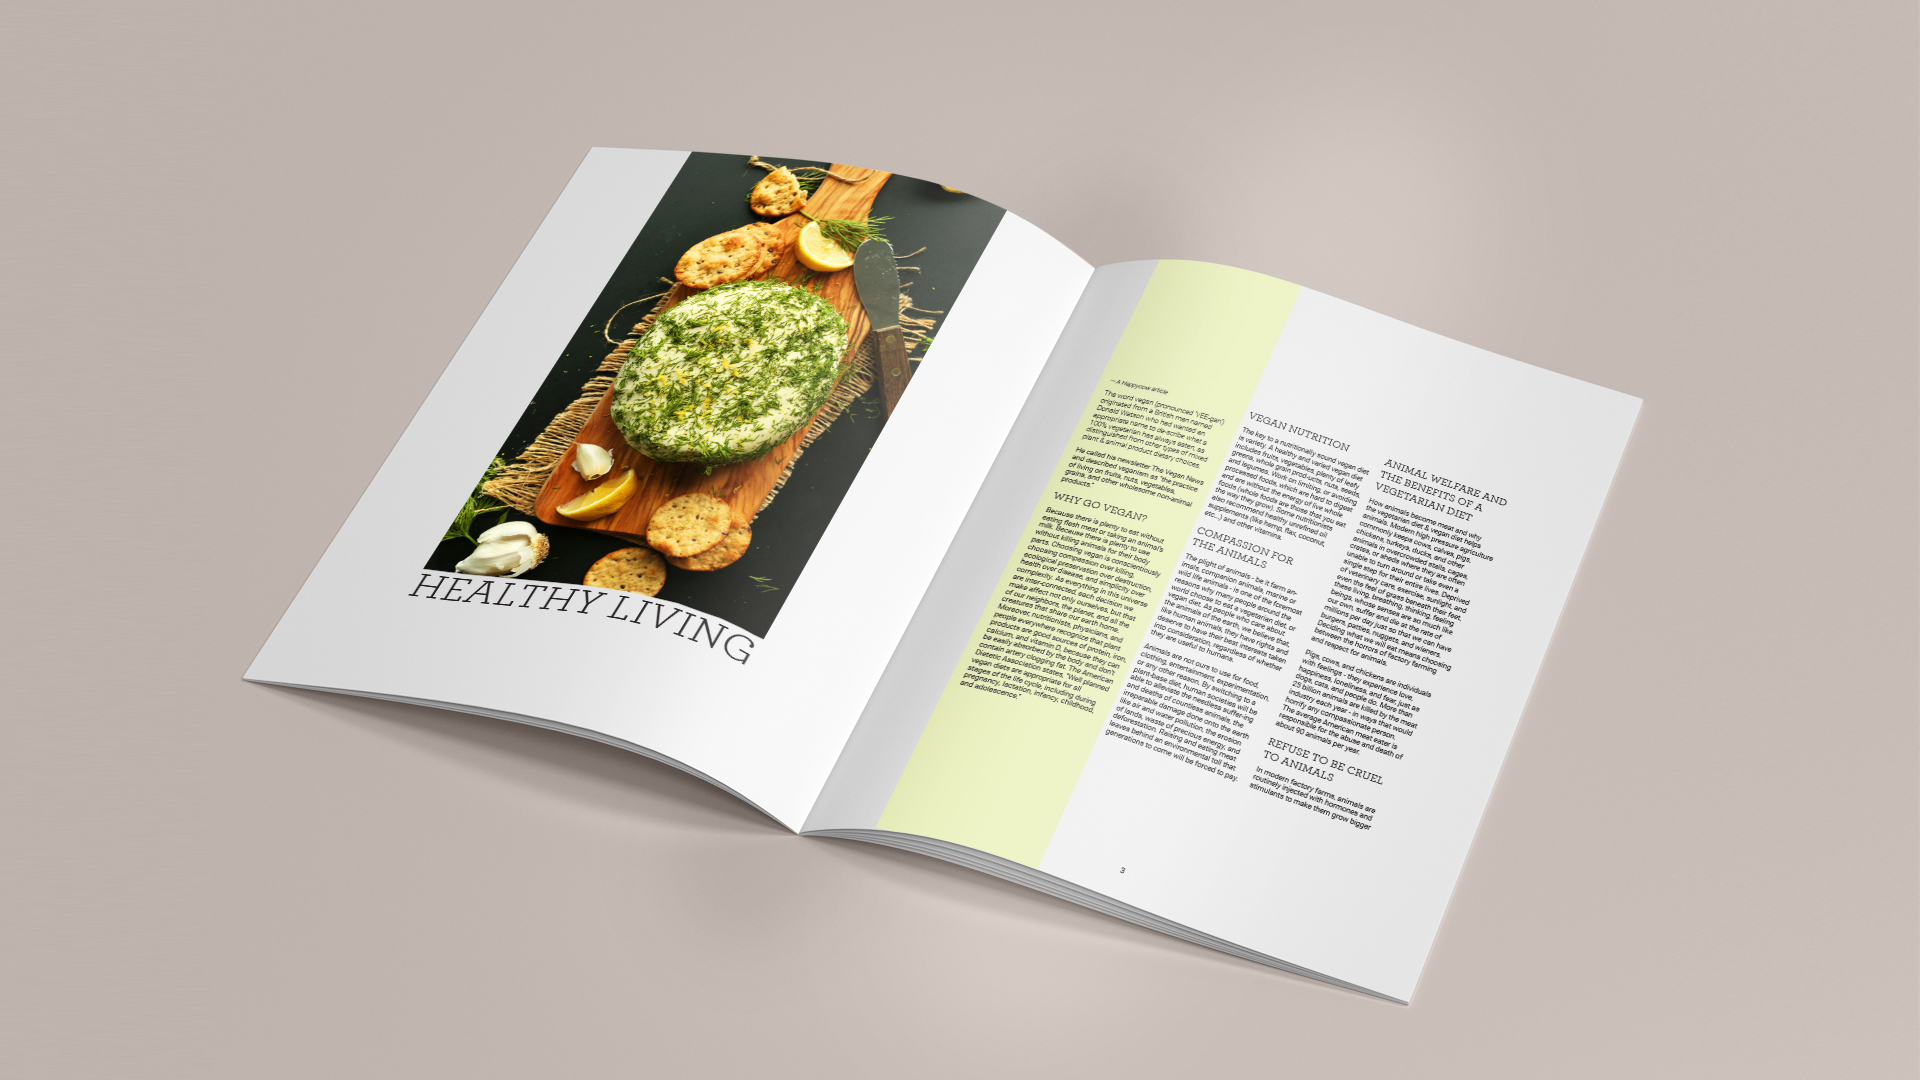 HEALTHY LIVING
— A Happycow article
The word vegan (pronounced 'VEE-gan')
originated from a British men named
Donald Watson who had wanted an
appropriate name to de-scribe what a
100% vegetarian has always eaten, as
distinguished from other types of mixed
plant & animal product dietary choices.
He called his newsletter The Vegan News
and described veganism as "the practice
of living on fruits, nuts, vegetables,
grains, and other wholesome non-animal
products."
WHY GO VEGAN?
Because there is plenty to eat without
eating flesh meat or taking an animal's
milk. Because there is plenty to use
without killing animals for their body
parts. Choosing vegan is conscientiously
choosing compassion over killing,
ecological preservation over destruction,
health over disease, and simplicity over
complexity. As everything in this universe
are inter-connected, each decision we
make affect not only ourselves, but that
of our neighbors, the planet, and all the
creatures that share our earth home.
Moreover, nutritionists, physicians, and
people everywhere recognize that plant
products are good sources of protein, iron,
calcium, and vitamin D, because they can
be easily absorbed by the body and don't
contain artery clogging fat. The American
Dietetic Association states, "Well planned
vegan diets are appropriate for all
stages of the life cycle, including during
pregnancy, lactation, infancy, childhood,
and adolescence."
VEGAN NUTRITION
The key to a nutritionally sound vegan diet
is variety. A healthy and varied vegan diet
includes fruits, vegetables, plenty of leafy
greens, whole grain products, nuts, seeds,
and legumes. Work on limiting, or avoiding
processed foods, which are hard to digest
and are without the energy of live whole
foods (whole foods are those that you eat
the way they grow). Some nutritionists
also recommend healthy unrefined oil
supplements (like hemp, flax, coconut,
etc...) and other vitamins.
COMPASSION FOR
THE ANIMALS
The plight of animals - be it farm an-
imals, companion animals, marine or
wild life animals - is one of the foremost
reasons why many people around the
world choose to eat a vegetarian diet, or
vegan diet. As people who care about
the animals of the earth, we believe that,
like human animals, they have rights and
deserve to have their best interests taken
into consideration, regardless of whether
they are useful to humans.
Animals are not ours to use for food,
clothing, entertainment, experimentation,
or any other reason. By switching to a
plant-base diet, human societies will be
able to alleviate the needless suffer-ing
and deaths of countless animals, the
irreparable damage done onto the earth
like air and water pollution, the erosion
of lands, waste of precious energy, and
deforestation. Raising and eating meat
leaves behind an environmental toll that
generations to come will be forced to pay.
ANIMAL WELFARE AND
THE BENEFITS OF A
VEGETARIAN DIET
How animals become meat and why
the vegetarian diet & vegan diet helps
animals. Modern high pressure agriculture
commonly keeps cows, calves, pigs,
chickens, turkeys, ducks, and other
animals in overcrowded stalls, cages,
crates, or sheds where they are often
unable to turn around or take even a
single step for their entire lives. Deprived
of veterinary care, exercise, sunlight, and
even the feel of grass beneath their feet,
these living, breathing, thinking, feeling
beings, whose senses are so much like
our own, suffer and die at the rate of
millions per day just so that we can have
burgers, patties, nuggets, and wieners.
Deciding what we will eat means choosing
between the horrors of factory farming
and respect for animals.
Pigs, cows, and chickens are individuals
with feelings - they experience love,
happiness, loneliness, and fear, just as
dogs, cats, and people do. More than
25 billion animals are killed by the meat
industry each year - in ways that would
horrify any compassionate person.
The average American meat eater is
responsible for the abuse and death of
about 90 animals per year.
REFUSE TO BE CRUEL
TO ANIMALS
In modern factory farms, animals are
routinely injected with hormones and
stimulants to make them grow bigger
3